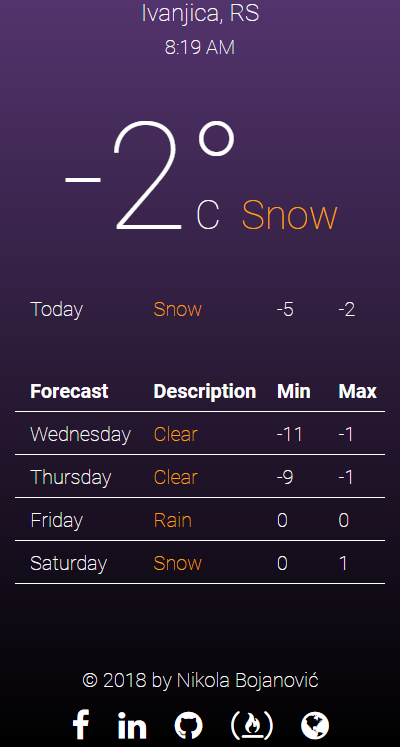 Ivanjica, RS
8:19 AM
-2° C Snow
Today Snow -5 -2
Forecast Description Min Max
Wednesday Clear -11 -1
Thursday Clear -9 -1
Friday Rain 0 0
Saturday Snow 0 1
© 2018 by Nikola Bojanović